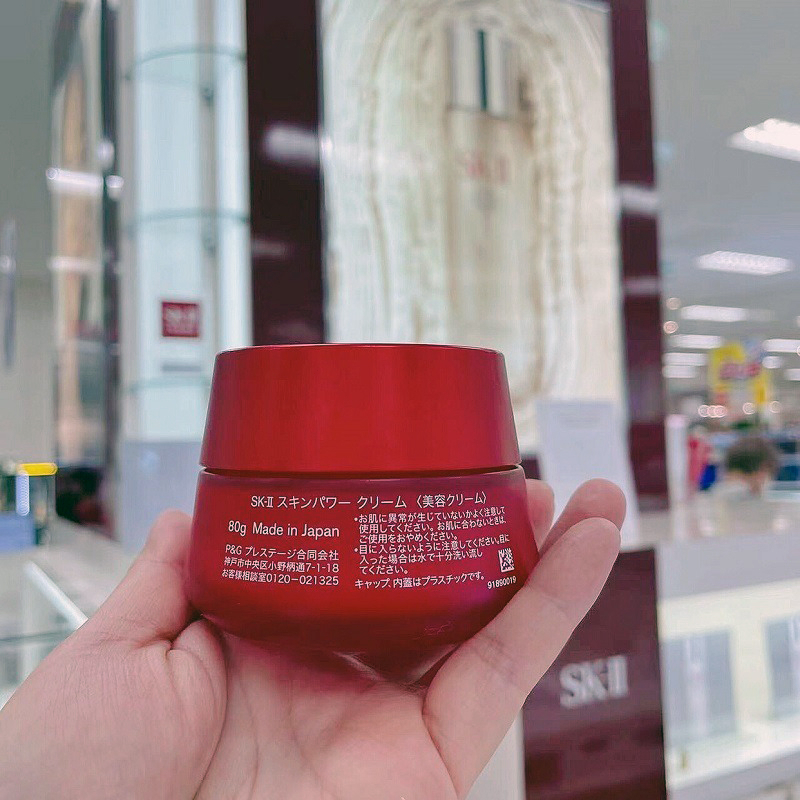 SK-II
SK-II
SK-II スキンパワー クリーム 〈美容クリーム〉
80g Made in Japan
P&G プレステージ合同会社
神戸市中央区小野柄通7-1-18
お客様相談室0120-021325
•お肌に異常が生じていないかよく注意して
使用してください。お肌に合わないときは、
ご使用をおやめください。
•目に入らないように注意してください。目に
入った場合は水で十分洗い流し
てください。
キャップ、内蓋はプラスチックです。
91890019
SK-II